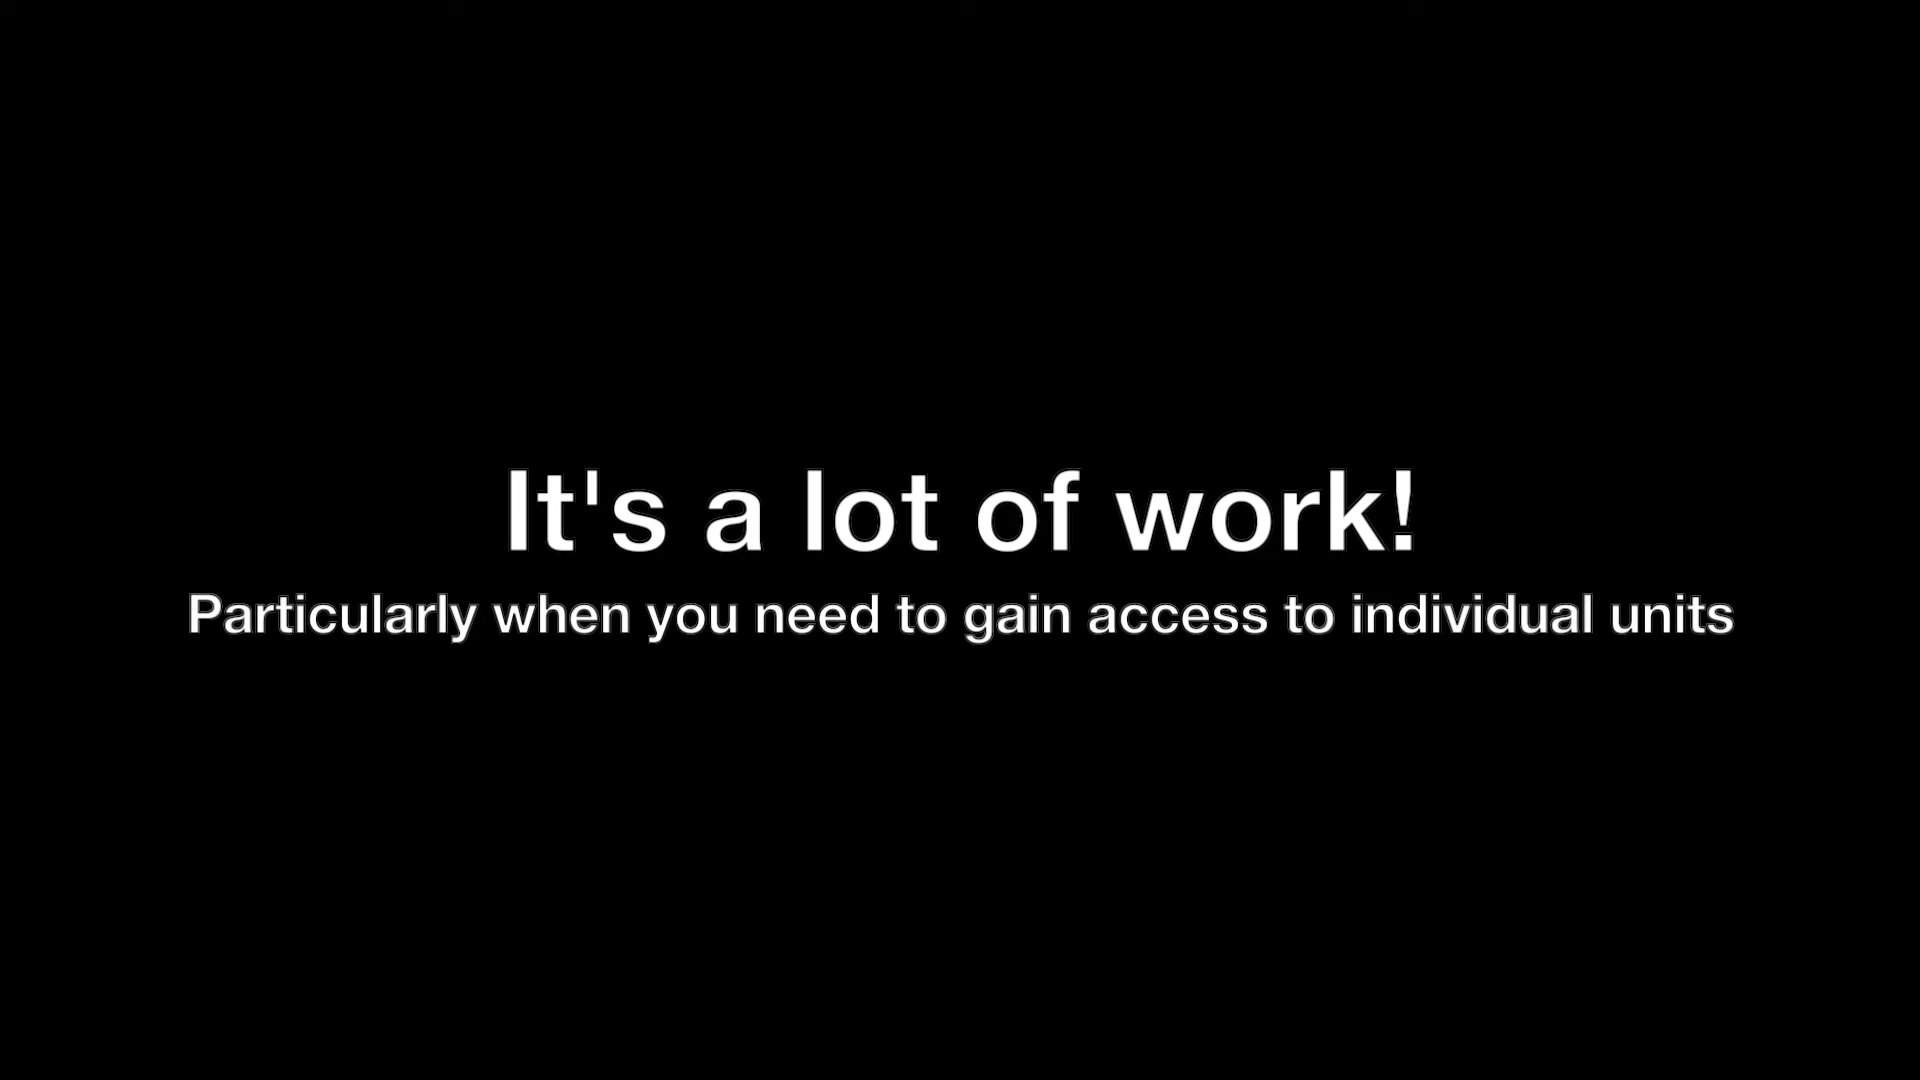 It's a lot of work!
Particularly when you need to gain access to individual units